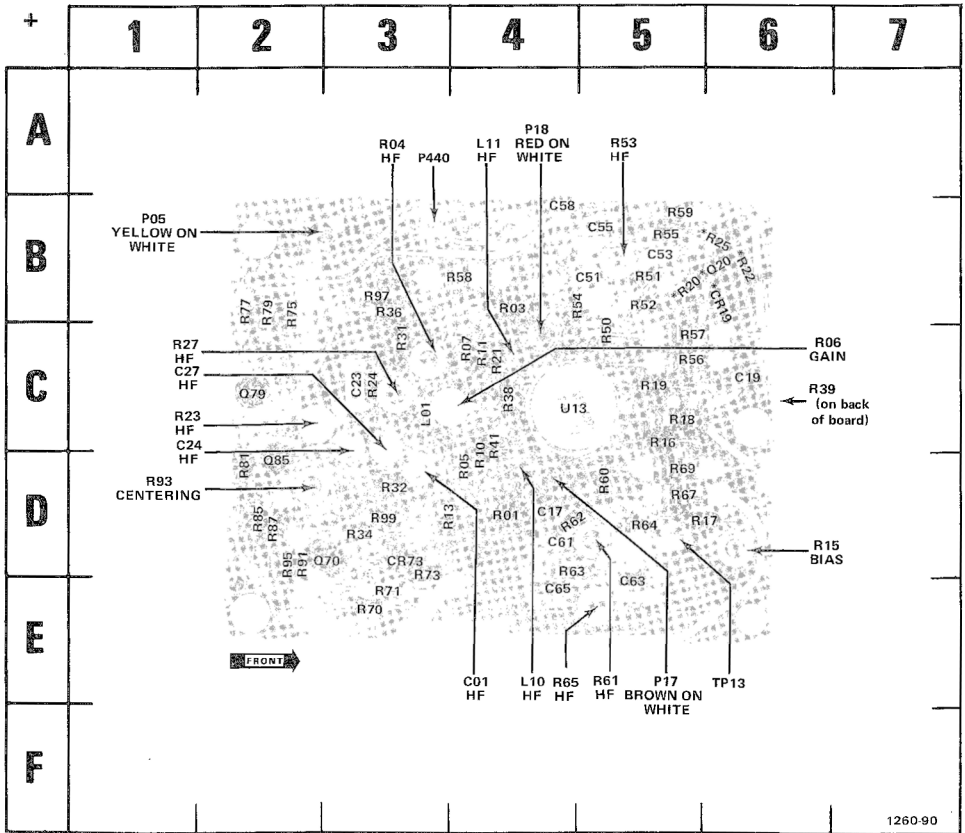 + 1 2 3 4 5 6 7
A
R04
HF
P440
L11
HF
P18
RED ON
WHITE
R53
HF
B
P05
YELLOW ON
WHITE
C58
C55
R59
R55
*R25
C53
*Q20
*R22
R58
C51
R51
*R20
*CR19
R97
R36
R03
R54
R52
R77
R79
R75
R31
R50
R57
C
R27
HF
C27
HF
R07
R11
R21
R56
R06
GAIN
C23
R24
R19
C19
Q79
L01
R38
U13
R39
(on back
of board)
R23
HF
C24
HF
R18
R16
R10
R41
R81
Q85
R05
R69
D
R93
CENTERING
R32
R60
R67
R85
R87
R99
R13
R01
C17
R62
R64
R17
R34
C61
R95
R91
Q70
CR73
R73
R63
C63
R15
BIAS
R71
C65
R70
E
FRONT
C01
HF
L10
HF
R65
HF
R61
HF
P17
BROWN ON
WHITE
TP13
F
1260-90